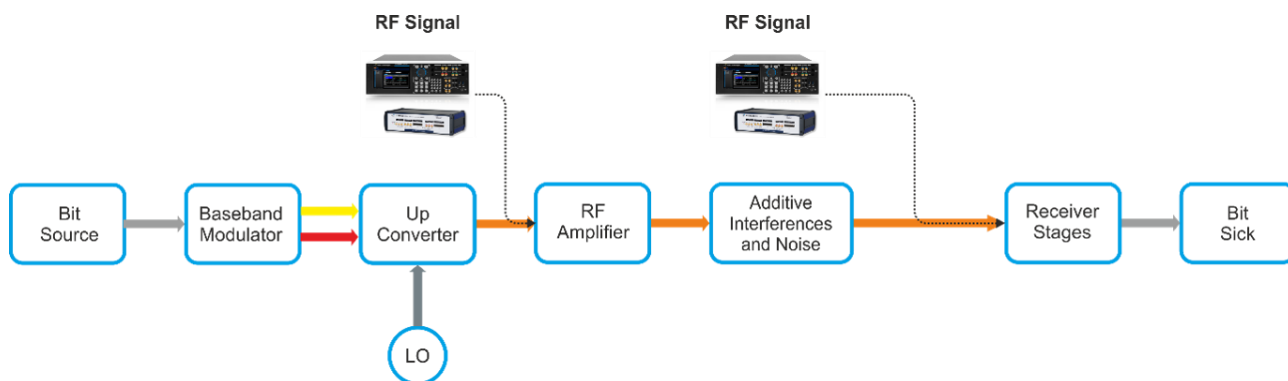 RF Signal
RF Signal
Bit
Source
Baseband
Modulator
Up
Converter
RF
Amplifier
Additive
Interferences
and Noise
Receiver
Stages
Bit
Sick
LO